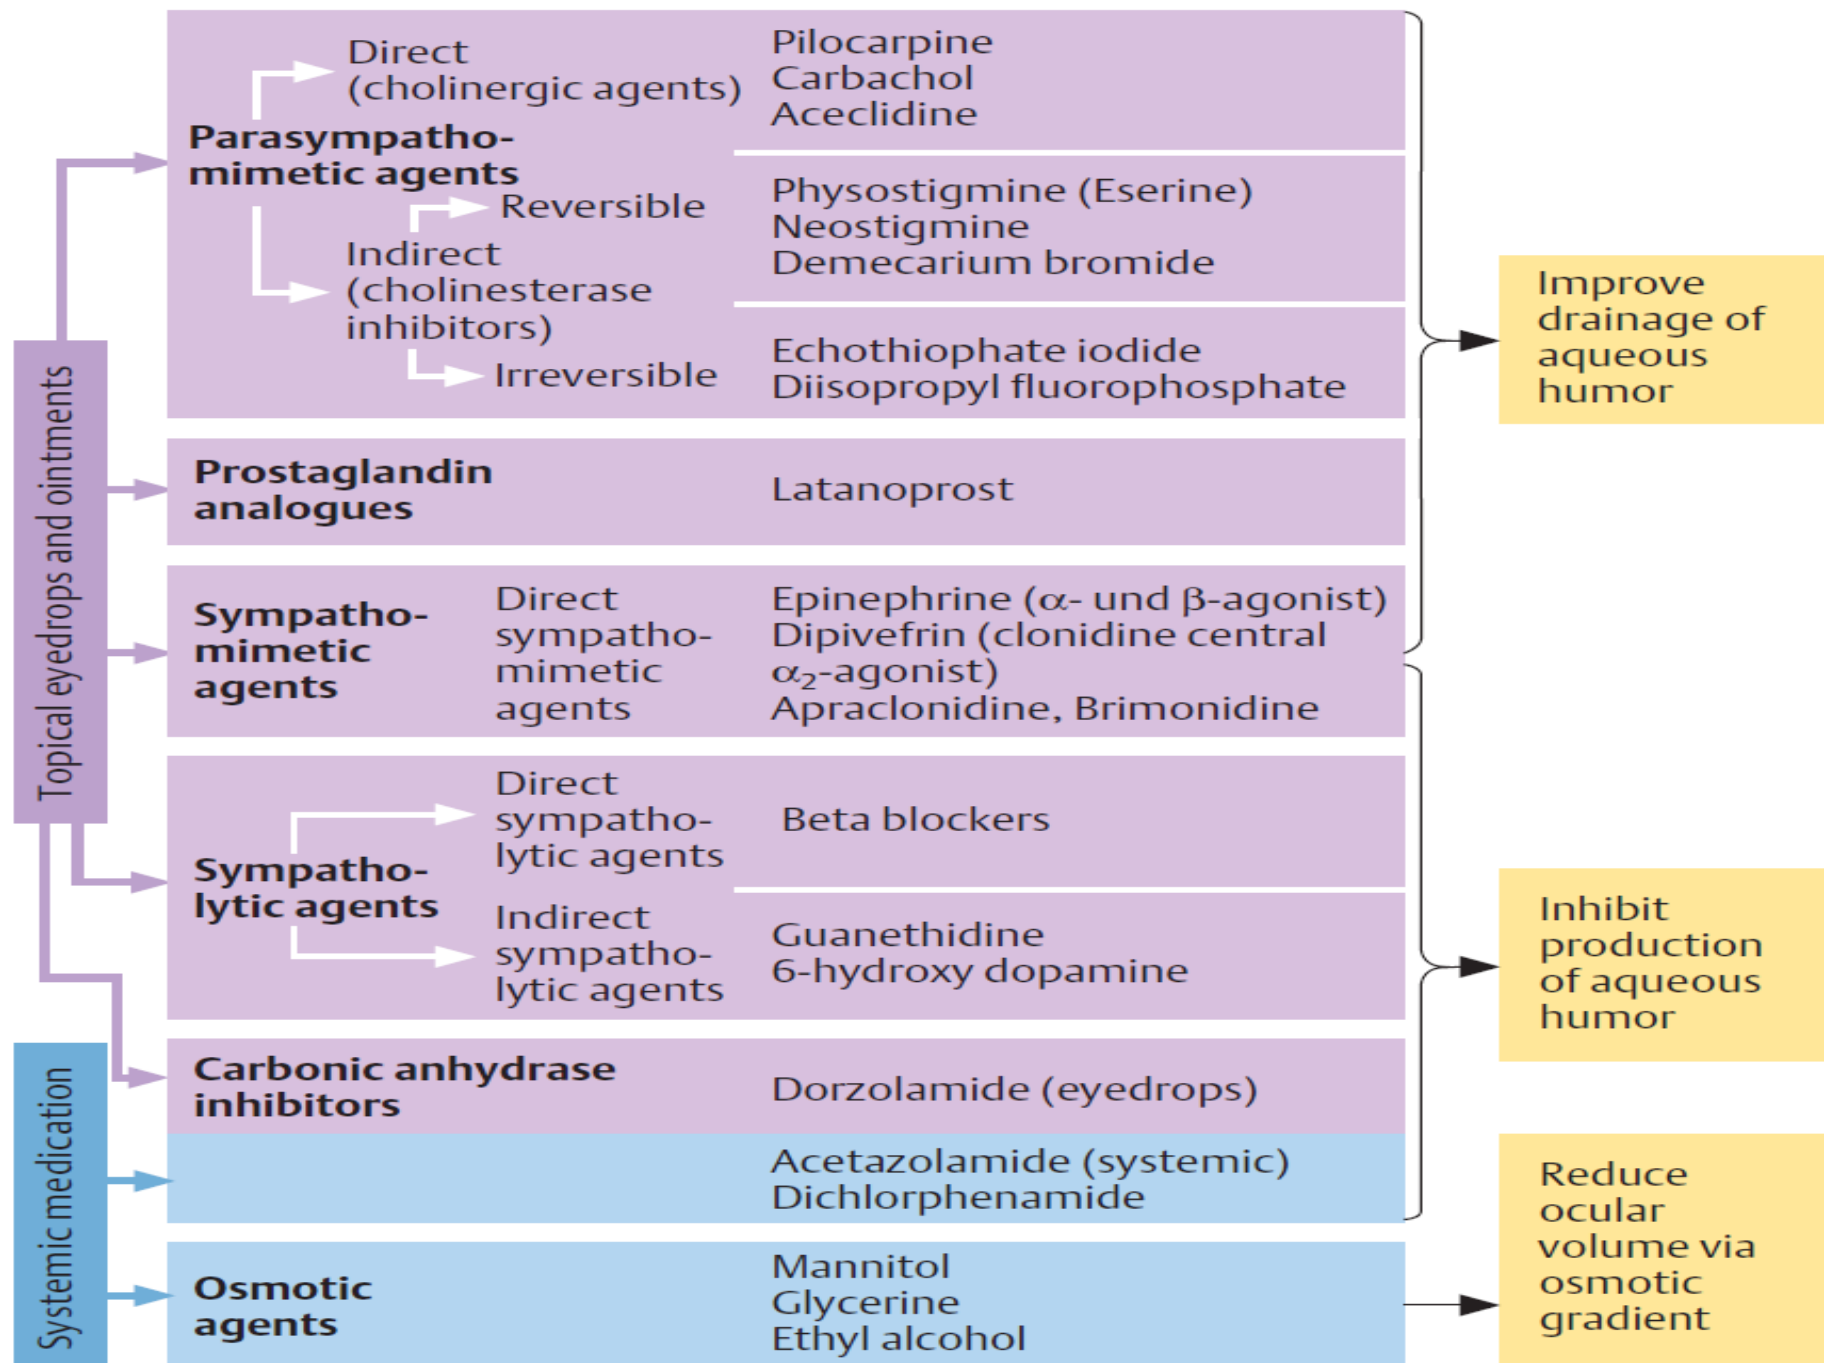 Topical eyedrops and ointments
Parasympatho-
mimetic agents
Direct
(cholinergic agents)
Pilocarpine
Carbachol
Aceclidine
Indirect
(cholinesterase
inhibitors)
Reversible
Physostigmine (Eserine)
Neostigmine
Demecarium bromide
Irreversible
Echothiophate iodide
Diisopropyl fluorophosphate
Prostaglandin
analogues
Latanoprost
Sympatho-
mimetic
agents
Direct
sympatho-
mimetic
agents
Epinephrine (α- und β-agonist)
Dipivefrin (clonidine central
α₂-agonist)
Apraclonidine, Brimonidine
Improve
drainage of
aqueous
humor
Sympatho-
lytic agents
Direct
sympatho-
lytic agents
Beta blockers
Indirect
sympatho-
lytic agents
Guanethidine
6-hydroxy dopamine
Carbonic anhydrase
inhibitors
Dorzolamide (eyedrops)
Systemic medication
Acetazolamide (systemic)
Dichlorphenamide
Inhibit
production
of aqueous
humor
Osmotic
agents
Mannitol
Glycerine
Ethyl alcohol
Reduce
ocular
volume via
osmotic
gradient